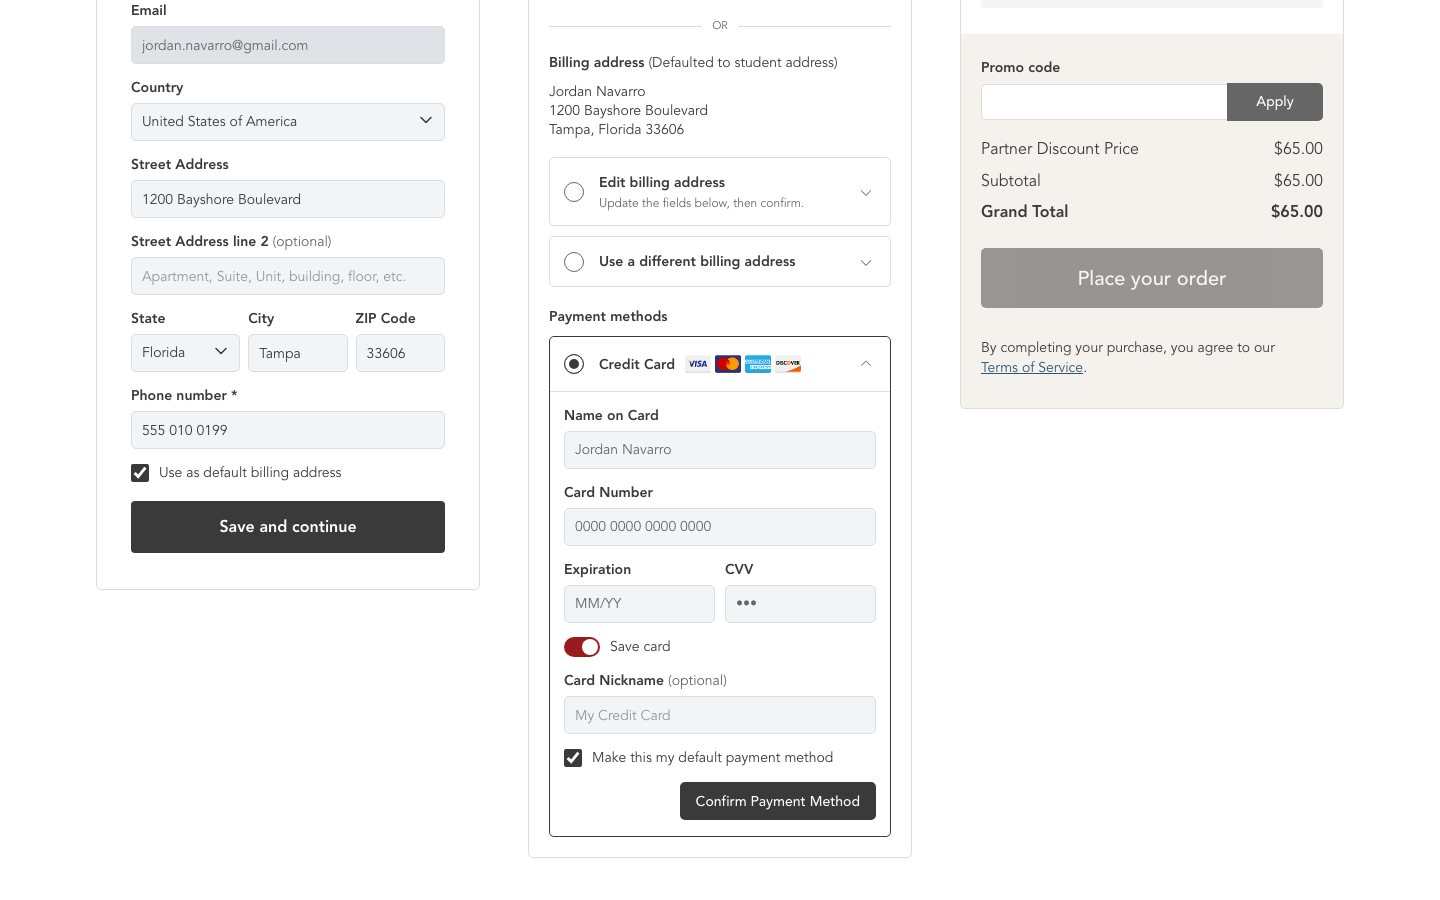 Email
jordan.navarro@gmail.com
Country
United States of America
Street Address
1200 Bayshore Boulevard
Street Address line 2 (optional)
Apartment, Suite, Unit, building, floor, etc.
State City ZIP Code
Florida Tampa 33606
Phone number *
555 010 0199
Use as default billing address
Save and continue
OR
Billing address (Defaulted to student address)
Jordan Navarro
1200 Bayshore Boulevard
Tampa, Florida 33606
Edit billing address
Update the fields below, then confirm.
Use a different billing address
Payment methods
Credit Card VISA DISCOVER
Name on Card
Jordan Navarro
Card Number
0000 0000 0000 0000
Expiration CVV
MM/YY •••
Save card
Card Nickname (optional)
My Credit Card
Make this my default payment method
Confirm Payment Method
Promo code
Apply
Partner Discount Price $65.00
Subtotal $65.00
Grand Total $65.00
Place your order
By completing your purchase, you agree to our
Terms of Service.